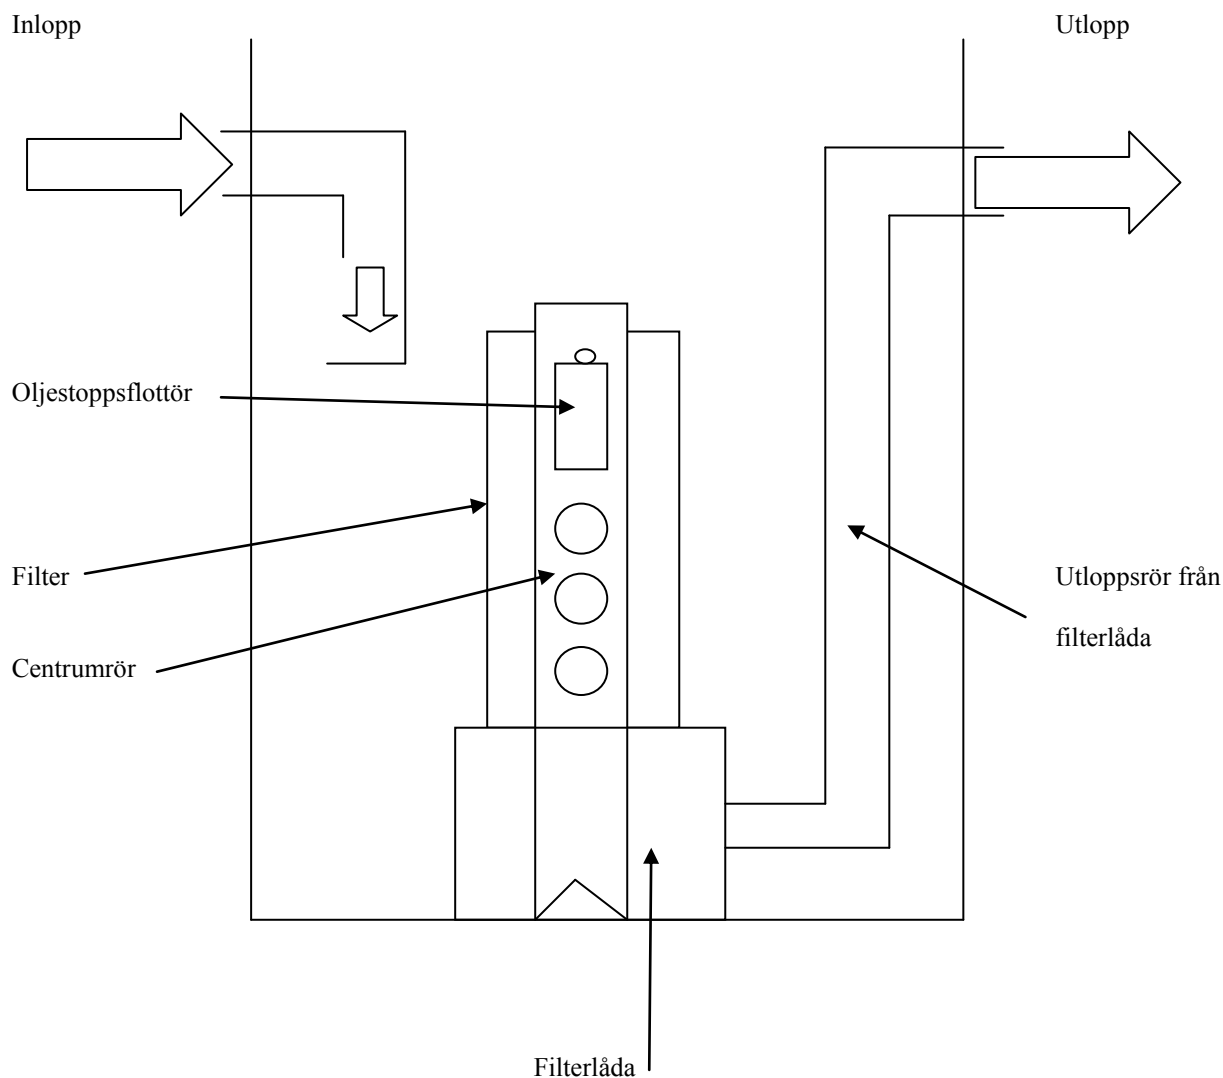 Inlopp
Utlopp
Oljestoppsflottör
Filter
Utloppsrör från
filterlåda
Centrumrör
Filterlåda